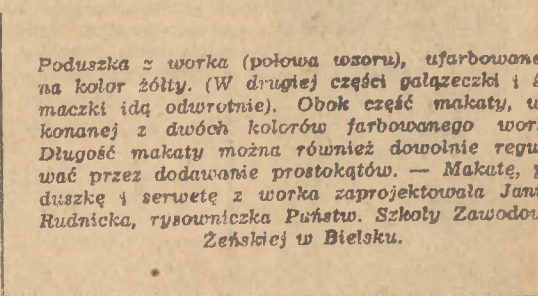 Poduszka z worka (połowa wzoru), ufarbowane
na kolor żółty. (W drugiej części gałązeczki i ś
maczki idą odwrotnie). Obok część makaty, w
konanej z dwóch kolorów farbowanego wor
Długość makaty można również dowolnie regu
wać przez dodawanie prostokątów. — Makatę, p
duszkę i serwetę z worka zaprojektowała Jani
Rudnicka, rysowniczka Państw. Szkoły Zawodow
Żeńskiej w Bielsku.